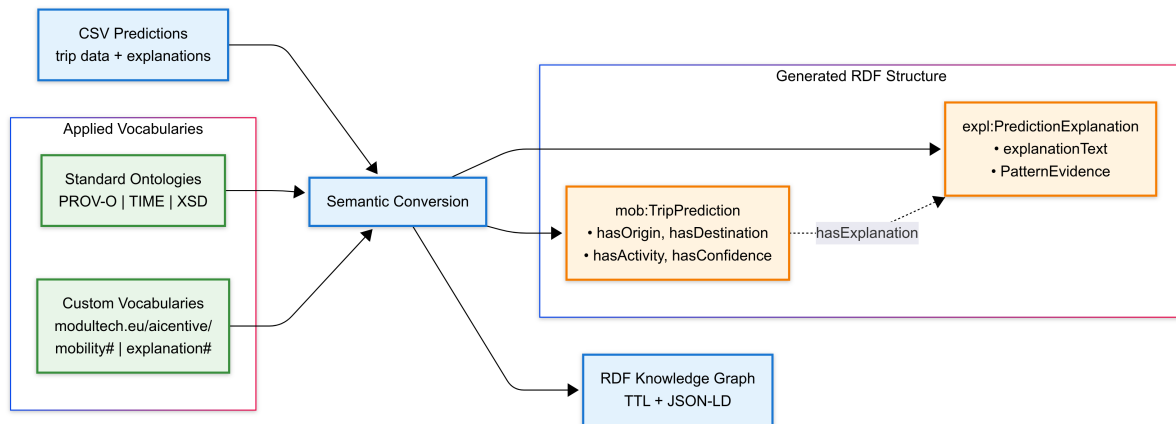 CSV Predictions
trip data + explanations
Applied Vocabularies
Standard Ontologies
PROV-O | TIME | XSD
Custom Vocabularies
modultech.eu/aicentive/
mobility# | explanation#
Semantic Conversion
Generated RDF Structure
mob:TripPrediction
• hasOrigin, hasDestination
• hasActivity, hasConfidence
hasExplanation
expl:PredictionExplanation
• explanationText
• PatternEvidence
RDF Knowledge Graph
TTL + JSON-LD